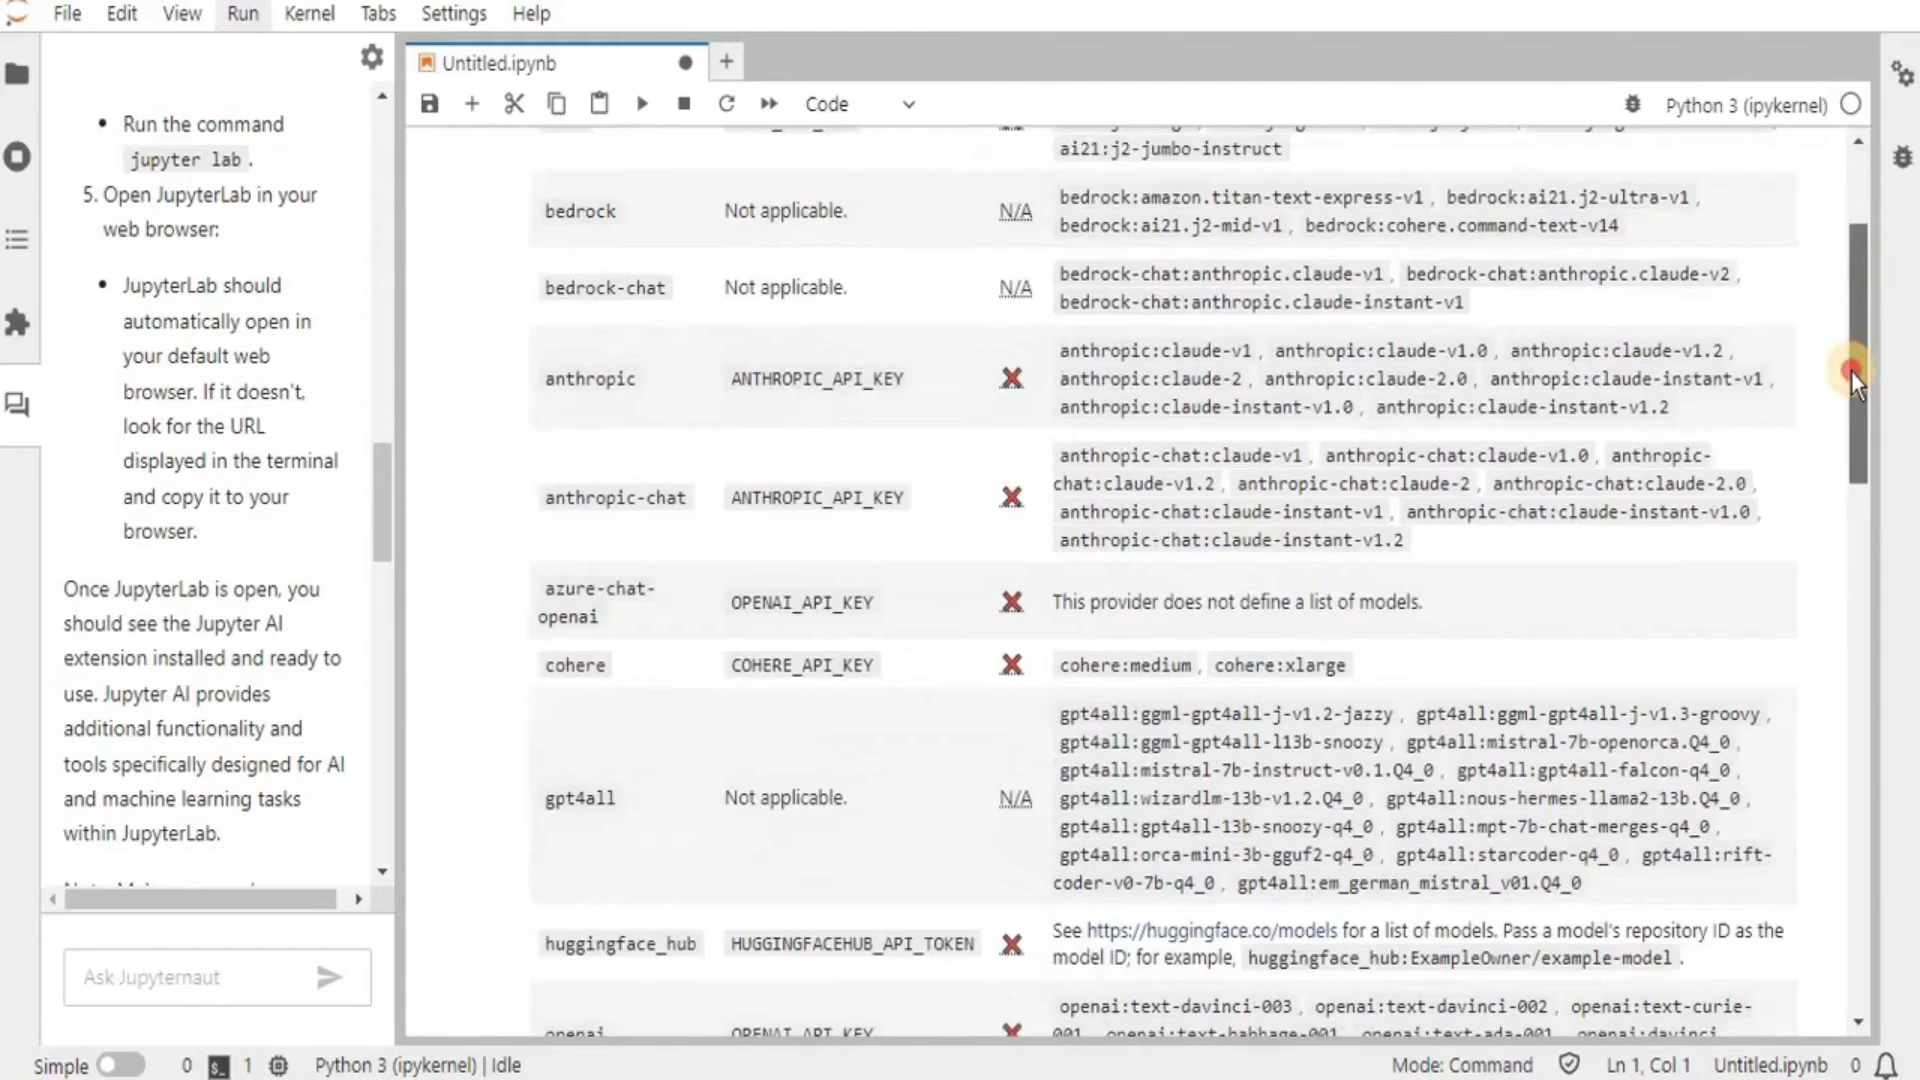 File Edit View Run Kernel Tabs Settings Help
Run the command
jupyter lab .
5. Open JupyterLab in your
web browser:
JupyterLab should
automatically open in
your default web
browser. If it doesn't,
look for the URL
displayed in the terminal
and copy it to your
browser.
Once JupyterLab is open, you
should see the Jupyter AI
extension installed and ready to
use. Jupyter AI provides
additional functionality and
tools specifically designed for AI
and machine learning tasks
within JupyterLab.
Ask Jupyternaut
Untitled.ipynb
Code
Python 3 (ipykernel)
ai21:j2-jumbo-instruct
bedrock Not applicable. N/A
bedrock:amazon.titan-text-express-v1 , bedrock:ai21.j2-ultra-v1 ,
bedrock:ai21.j2-mid-v1 , bedrock:cohere.command-text-v14
bedrock-chat Not applicable. N/A
bedrock-chat:anthropic.claude-v1 , bedrock-chat:anthropic.claude-v2 ,
bedrock-chat:anthropic.claude-instant-v1
anthropic ANTHROPIC_API_KEY
anthropic:claude-v1 , anthropic:claude-v1.0 , anthropic:claude-v1.2 ,
anthropic:claude-2 , anthropic:claude-2.0 , anthropic:claude-instant-v1 ,
anthropic:claude-instant-v1.0 , anthropic:claude-instant-v1.2
anthropic-chat ANTHROPIC_API_KEY
anthropic-chat:claude-v1 , anthropic-chat:claude-v1.0 , anthropic-
chat:claude-v1.2 , anthropic-chat:claude-2 , anthropic-chat:claude-2.0 ,
anthropic-chat:claude-instant-v1 , anthropic-chat:claude-instant-v1.0 ,
anthropic-chat:claude-instant-v1.2
azure-chat-
openai
OPENAI_API_KEY
This provider does not define a list of models.
cohere COHERE_API_KEY cohere:medium , cohere:xlarge
gpt4all Not applicable. N/A
gpt4all:ggml-gpt4all-j-v1.2-jazzy , gpt4all:ggml-gpt4all-j-v1.3-groovy ,
gpt4all:ggml-gpt4all-l13b-snoozy , gpt4all:mistral-7b-openorca.Q4_0 ,
gpt4all:mistral-7b-instruct-v0.1.Q4_0 , gpt4all:gpt4all-falcon-q4_0 ,
gpt4all:wizardlm-13b-v1.2.Q4_0 , gpt4all:nous-hermes-llama2-13b.Q4_0 ,
gpt4all:gpt4all-13b-snoozy-q4_0 , gpt4all:mpt-7b-chat-merges-q4_0 ,
gpt4all:orca-mini-3b-gguf2-q4_0 , gpt4all:starcoder-q4_0 , gpt4all:rift-
coder-v0-7b-q4_0 , gpt4all:em_german_mistral_v01.Q4_0
huggingface_hub HUGGINGFACEHUB_API_TOKEN
See https://huggingface.co/models for a list of models. Pass a model's repository ID as the
model ID; for example, huggingface_hub:ExampleOwner/example-model .
openai OPENAI_API_KEY
openai:text-davinci-003 , openai:text-davinci-002 , openai:text-curie-
001 , openai:text-babbage-001 , openai:text-ada-001 , openai:davinci
Simple 0 1 Python 3 (ipykernel) | Idle Mode: Command Ln 1, Col 1 Untitled.ipynb 0